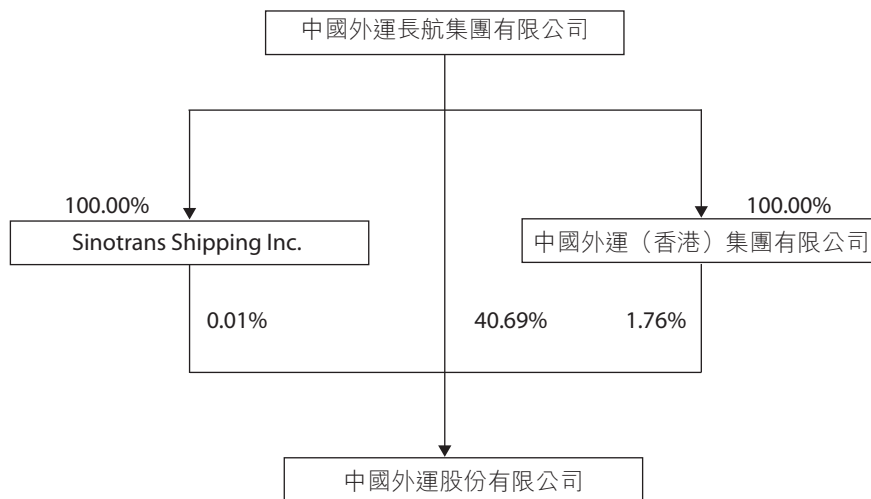 中國外運長航集團有限公司
100.00%
100.00%
Sinotrans Shipping Inc.
中國外運（香港）集團有限公司
0.01%
40.69%
1.76%
中國外運股份有限公司